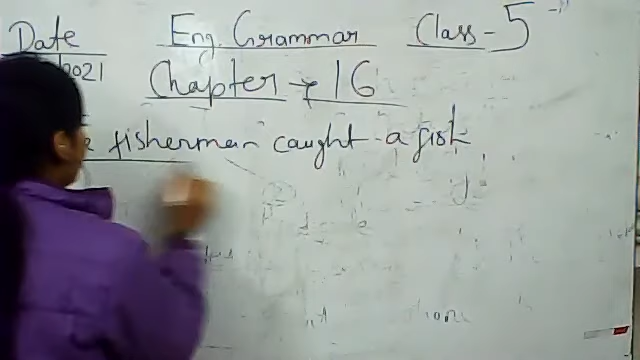 Date Eng. Grammar Class - 5
2021 Chapter - 16
fisherman caught a fish